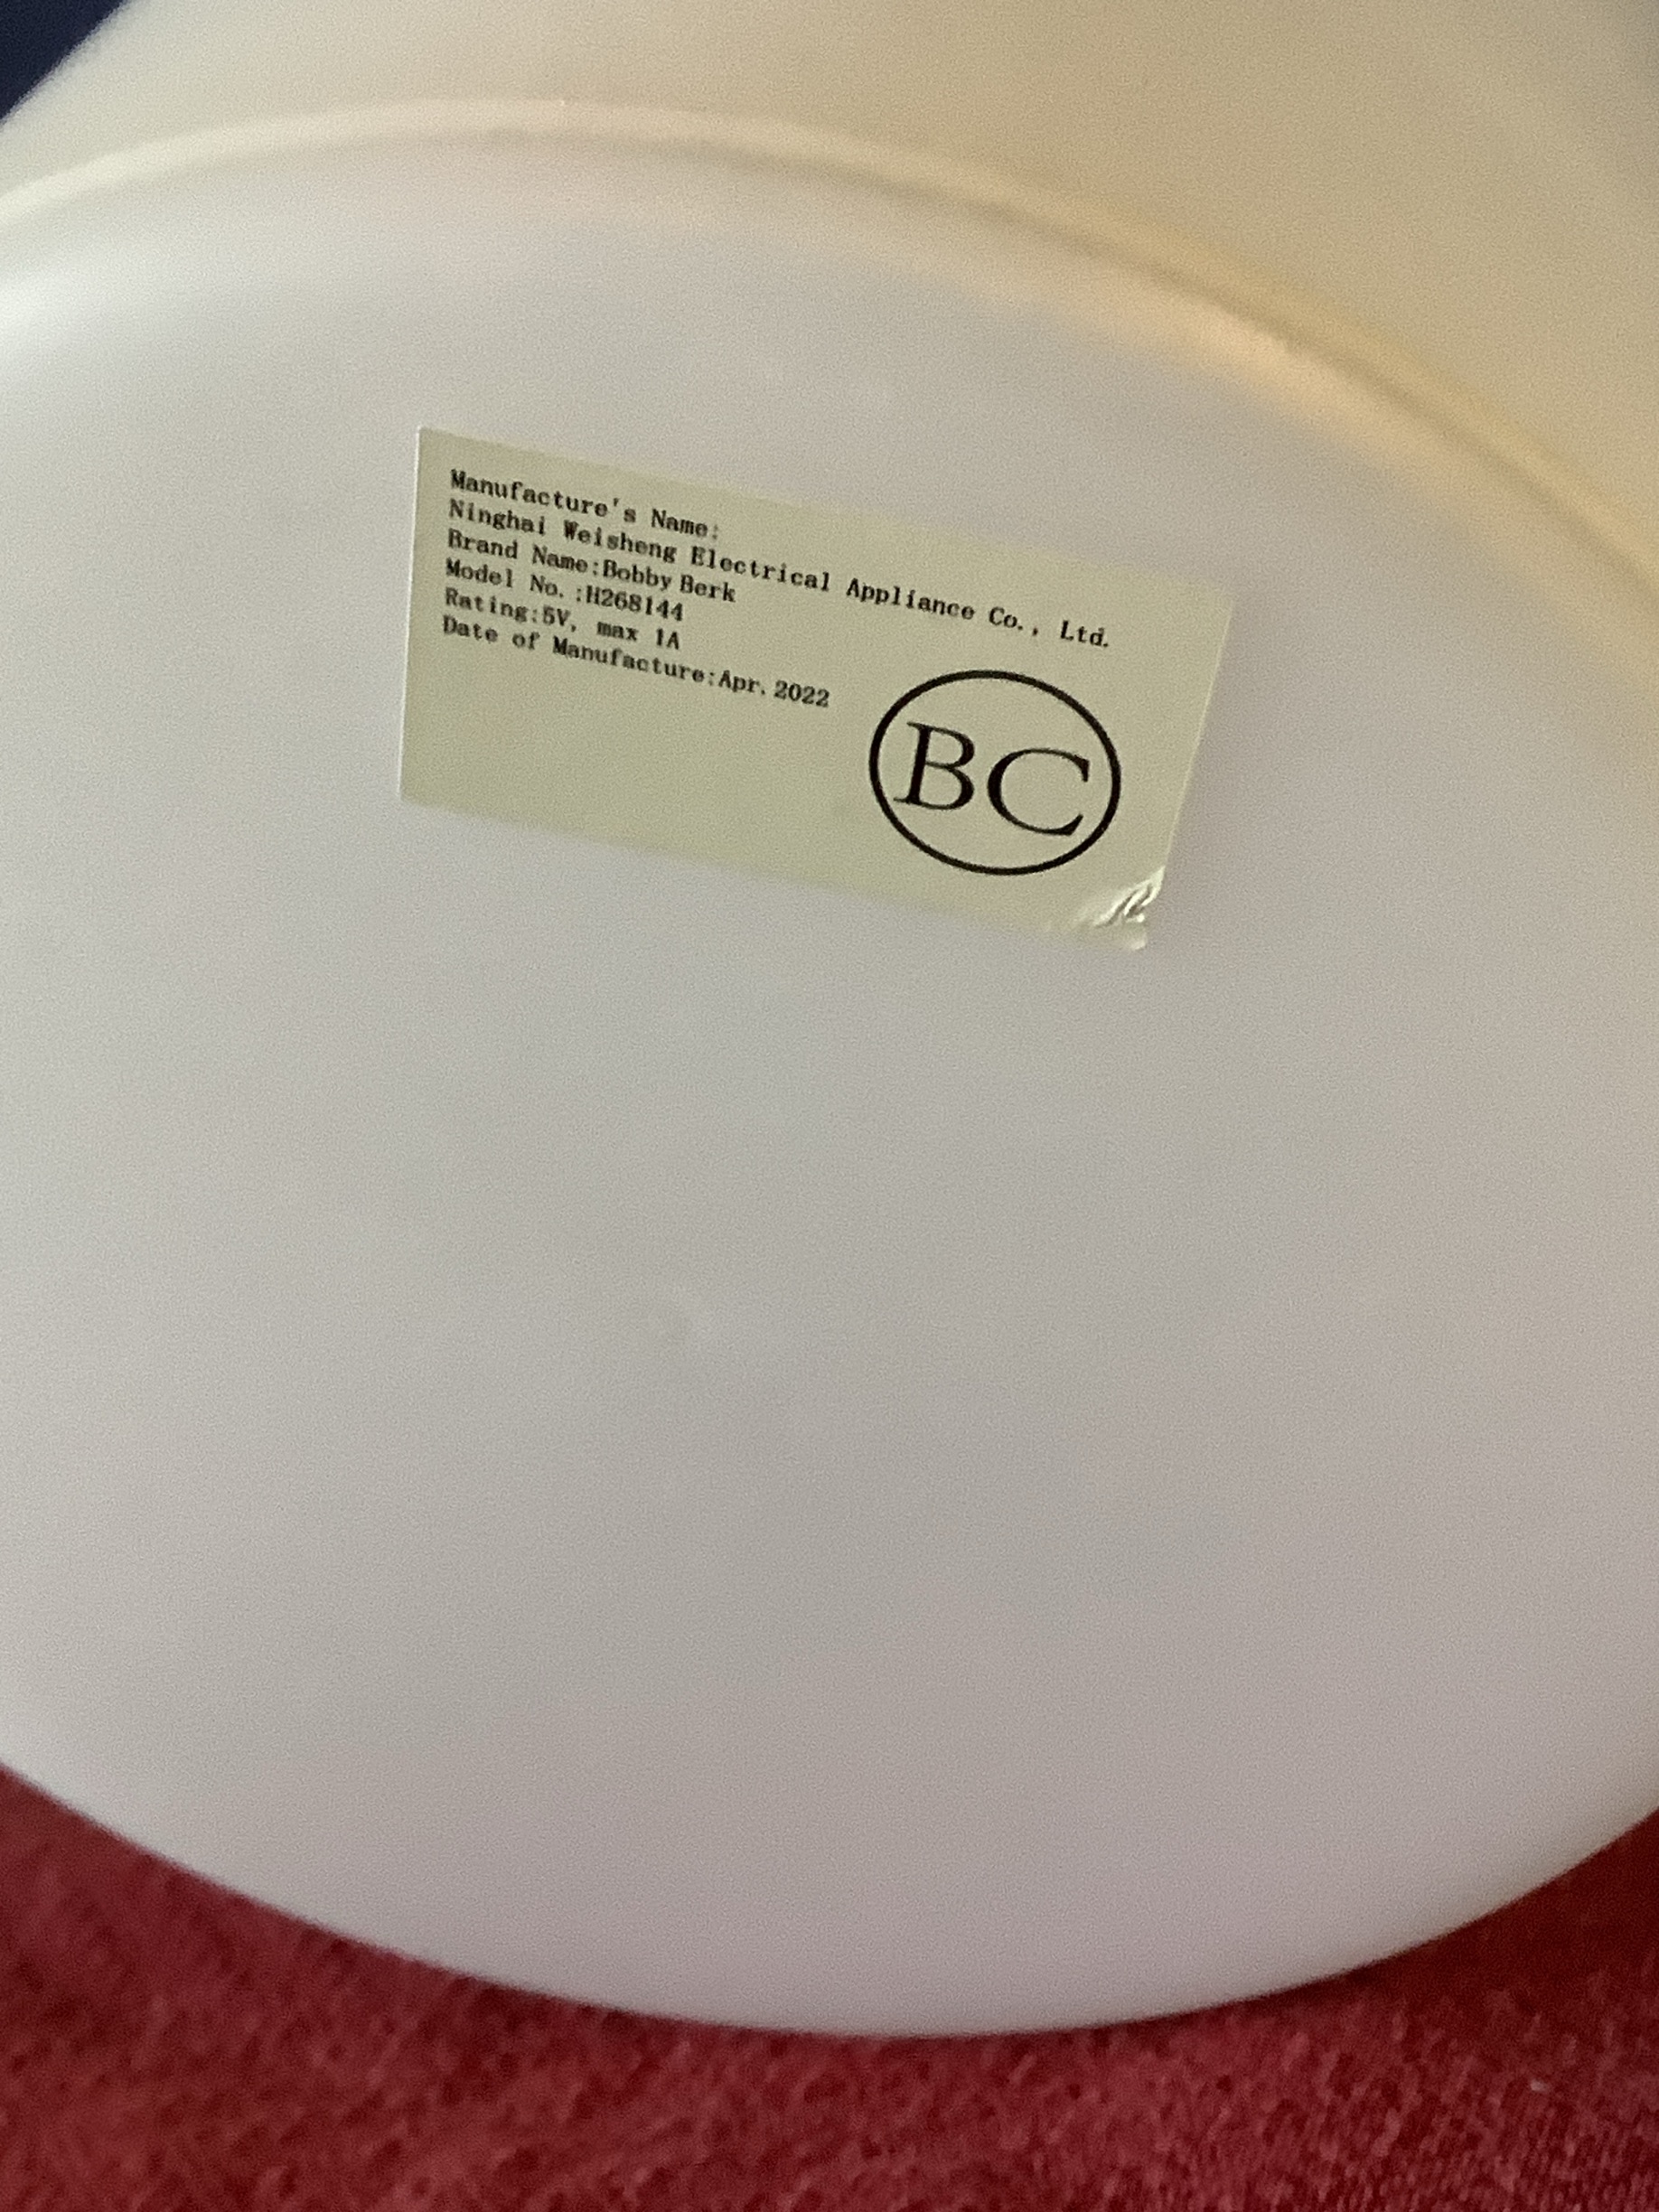 Manufacture's Name:
Ninghai Weisheng Electrical Appliance Co., Ltd.
Brand Name:Bobby Berk
Model No.:H268144
Rating:5V, max 1A
Date of Manufacture:Apr.2022
BC